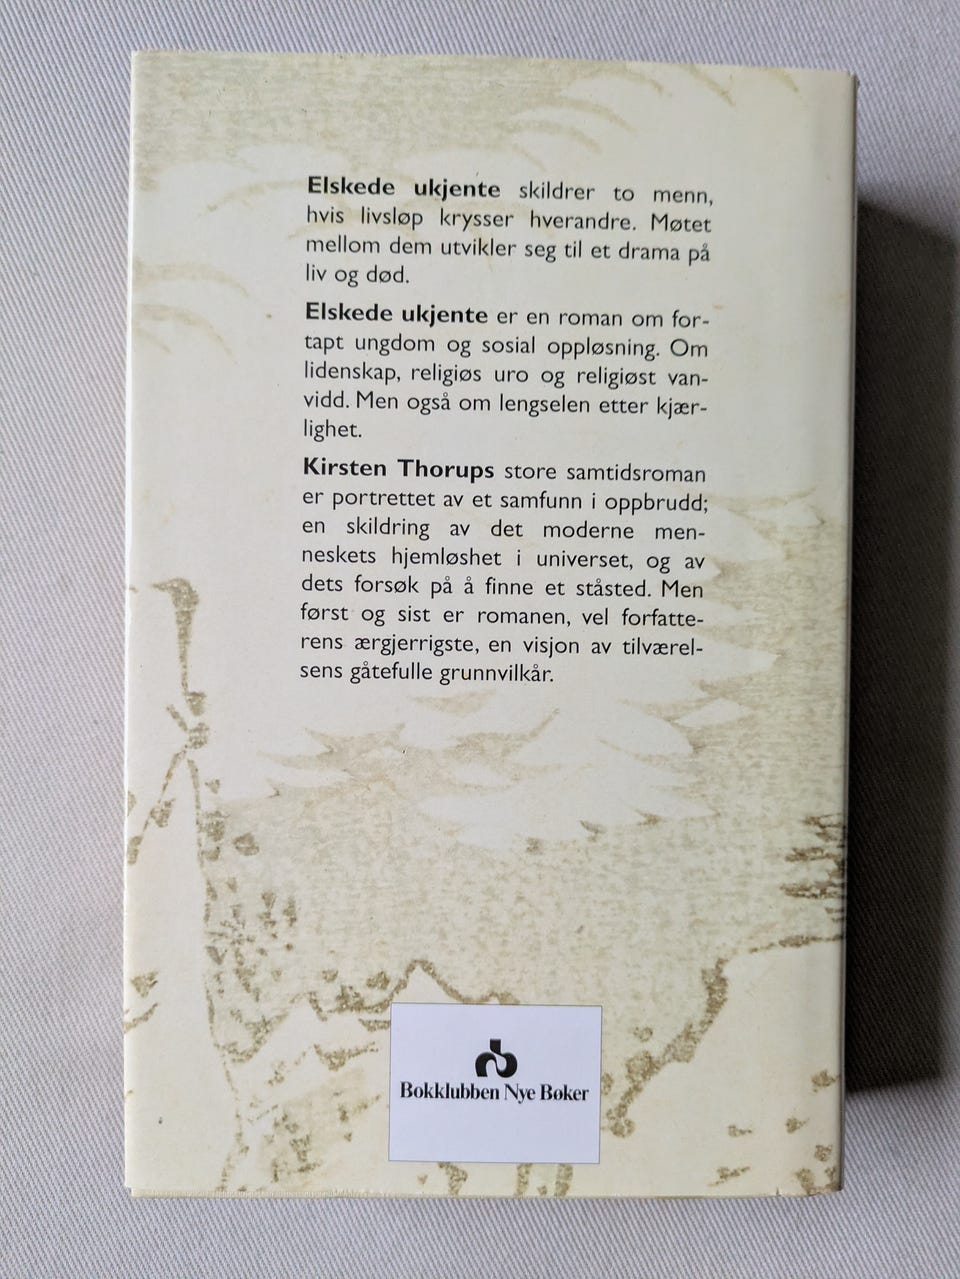 Elskede ukjente skildrer to menn,
hvis livsløp krysser hverandre. Møtet
mellom dem utvikler seg til et drama på
liv og død.
Elskede ukjente er en roman om for-
tapt ungdom og sosial oppløsning. Om
lidenskap, religiøs uro og religiøst van-
vidd. Men også om lengselen etter kjær-
lighet.
Kirsten Thorups store samtidsroman
er portrettet av et samfunn i oppbrudd;
en skildring av det moderne men-
neskets hjemløshet i universet, og av
dets forsøk på å finne et ståsted. Men
først og sist er romanen, vel forfatte-
rens ærgjerrigste, en visjon av tilværel-
sens gåtefulle grunnvilkår.
Bokklubben Nye Bøker